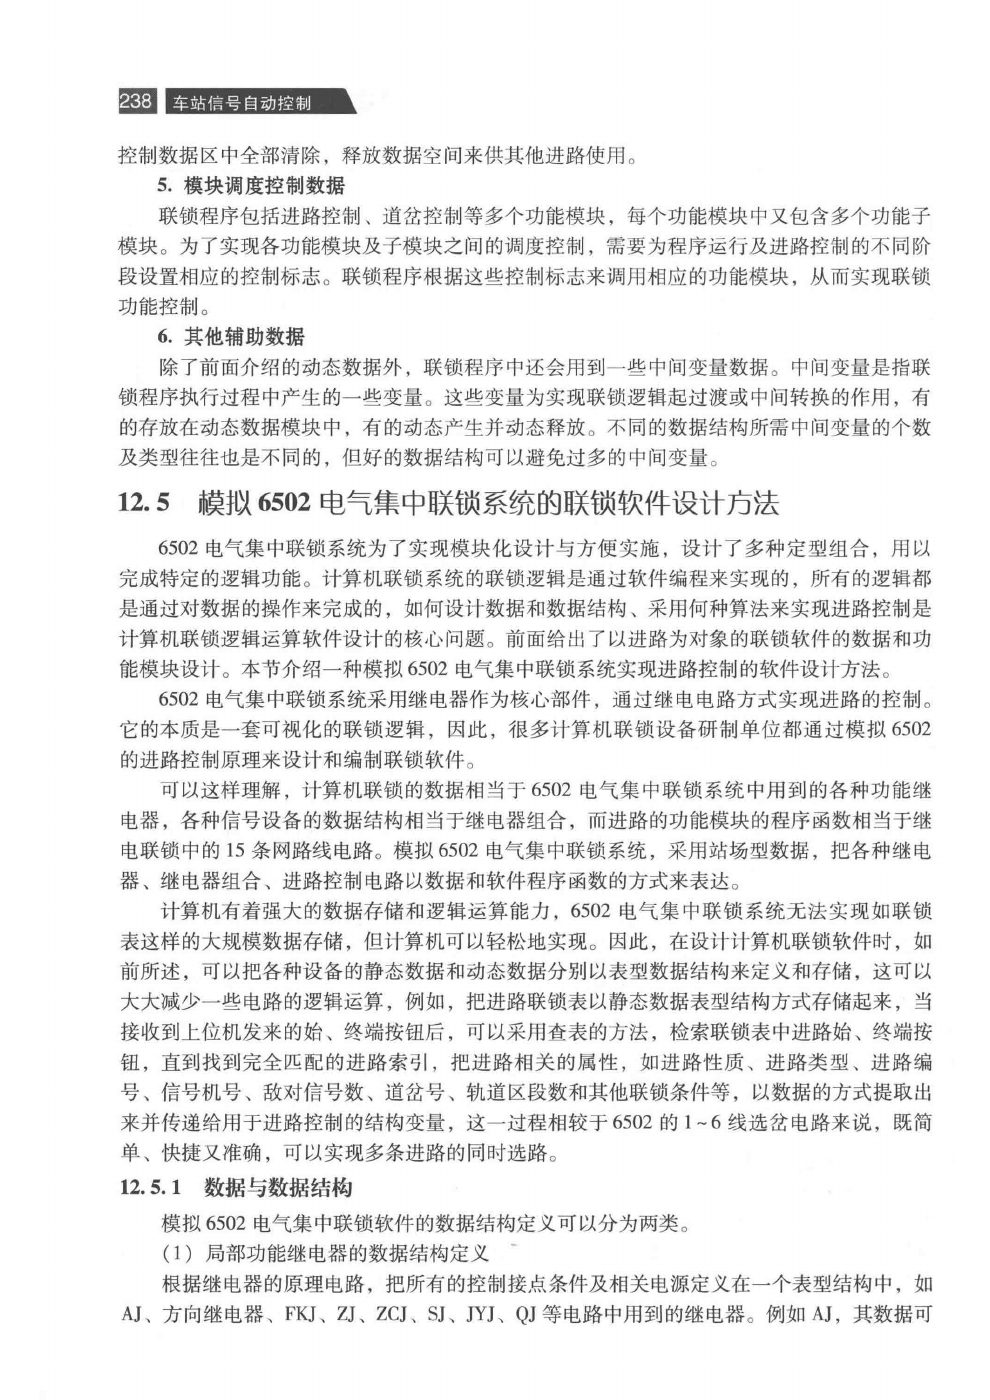 238 车站信号自动控制
控制数据区中全部清除，释放数据空间来供其他进路使用。
5. 模块调度控制数据
联锁程序包括进路控制、道岔控制等多个功能模块，每个功能模块中又包含多个功能子
模块。为了实现各功能模块及子模块之间的调度控制，需要为程序运行及进路控制的不同阶
段设置相应的控制标志。联锁程序根据这些控制标志来调用相应的功能模块，从而实现联锁
功能控制。
6. 其他辅助数据
除了前面介绍的动态数据外，联锁程序中还会用到一些中间变量数据。中间变量是指联
锁程序执行过程中产生的一些变量。这些变量为实现联锁逻辑起过渡或中间转换的作用，有
的存放在动态数据模块中，有的动态产生并动态释放。不同的数据结构所需中间变量的个数
及类型往往也是不同的，但好的数据结构可以避免过多的中间变量。
12.5 模拟 6502 电气集中联锁系统的联锁软件设计方法
6502 电气集中联锁系统为了实现模块化设计与方便实施，设计了多种定型组合，用以
完成特定的逻辑功能。计算机联锁系统的联锁逻辑是通过软件编程来实现的，所有的逻辑都
是通过对数据的操作来完成的，如何设计数据和数据结构、采用何种算法来实现进路控制是
计算机联锁逻辑运算软件设计的核心问题。前面给出了以进路为对象的联锁软件的数据和功
能模块设计。本节介绍一种模拟 6502 电气集中联锁系统实现进路控制的软件设计方法。
6502 电气集中联锁系统采用继电器作为核心部件，通过继电电路方式实现进路的控制。
它的本质是一套可视化的联锁逻辑，因此，很多计算机联锁设备研制单位都通过模拟 6502
的进路控制原理来设计和编制联锁软件。
可以这样理解，计算机联锁的数据相当于 6502 电气集中联锁系统中用到的各种功能继
电器，各种信号设备的数据结构相当于继电器组合，而进路的功能模块的程序函数相当于继
电联锁中的 15 条网路线电路。模拟 6502 电气集中联锁系统，采用站场型数据，把各种继电
器、继电器组合、进路控制电路以数据和软件程序函数的方式来表达。
计算机有着强大的数据存储和逻辑运算能力，6502 电气集中联锁系统无法实现如联锁
表这样的大规模数据存储，但计算机可以轻松地实现。因此，在设计计算机联锁软件时，如
前所述，可以把各种设备的静态数据和动态数据分别以表型数据结构来定义和存储，这可以
大大减少一些电路的逻辑运算，例如，把进路联锁表以静态数据表型结构方式存储起来，当
接收到上位机发来的始、终端按钮后，可以采用查表的方法，检索联锁表中进路始、终端按
钮，直到找到完全匹配的进路索引，把进路相关的属性，如进路性质、进路类型、进路编
号、信号机号、敌对信号数、道岔号、轨道区段数和其他联锁条件等，以数据的方式提取出
来并传递给用于进路控制的结构变量，这一过程相较于 6502 的 1~6 线选岔电路来说，既简
单、快捷又准确，可以实现多条进路的同时选路。
12.5.1 数据与数据结构
模拟 6502 电气集中联锁软件的数据结构定义可以分为两类。
（1）局部功能继电器的数据结构定义
根据继电器的原理电路，把所有的控制接点条件及相关电源定义在一个表型结构中，如
AJ、方向继电器、FKJ、ZJ、ZCJ、SJ、JYJ、QJ 等电路中用到的继电器。例如 AJ，其数据可